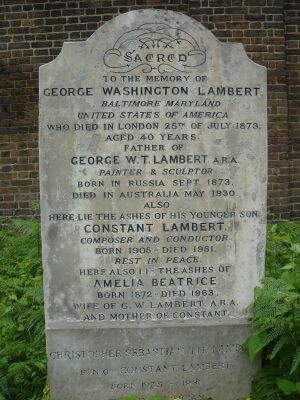 SACRED
TO THE MEMORY OF
GEORGE WASHINGTON LAMBERT,
BALTIMORE MARYLAND
UNITED STATES OF AMERICA
WHO DIED IN LONDON 25TH OF JULY 1873,
AGED 40 YEARS.
FATHER OF
GEORGE W.T. LAMBERT A.R.A.
PAINTER & SCULPTOR
BORN IN RUSSIA SEPT. 1873,
DIED IN AUSTRALIA MAY 1930.
ALSO
HERE LIE THE ASHES OF HIS YOUNGER SON
CONSTANT LAMBERT.
COMPOSER AND CONDUCTOR
BORN 1905 - DIED 1951.
REST IN PEACE.
HERE ALSO LIE THE ASHES OF
AMELIA BEATRICE
BORN 1872 - DIED 1963.
WIFE OF G.W. LAMBERT, A.R.A.
AND MOTHER OF CONSTANT.
CHRISTOPHER SEBASTIAN
SON OF CONSTANT LAMBERT
BORN